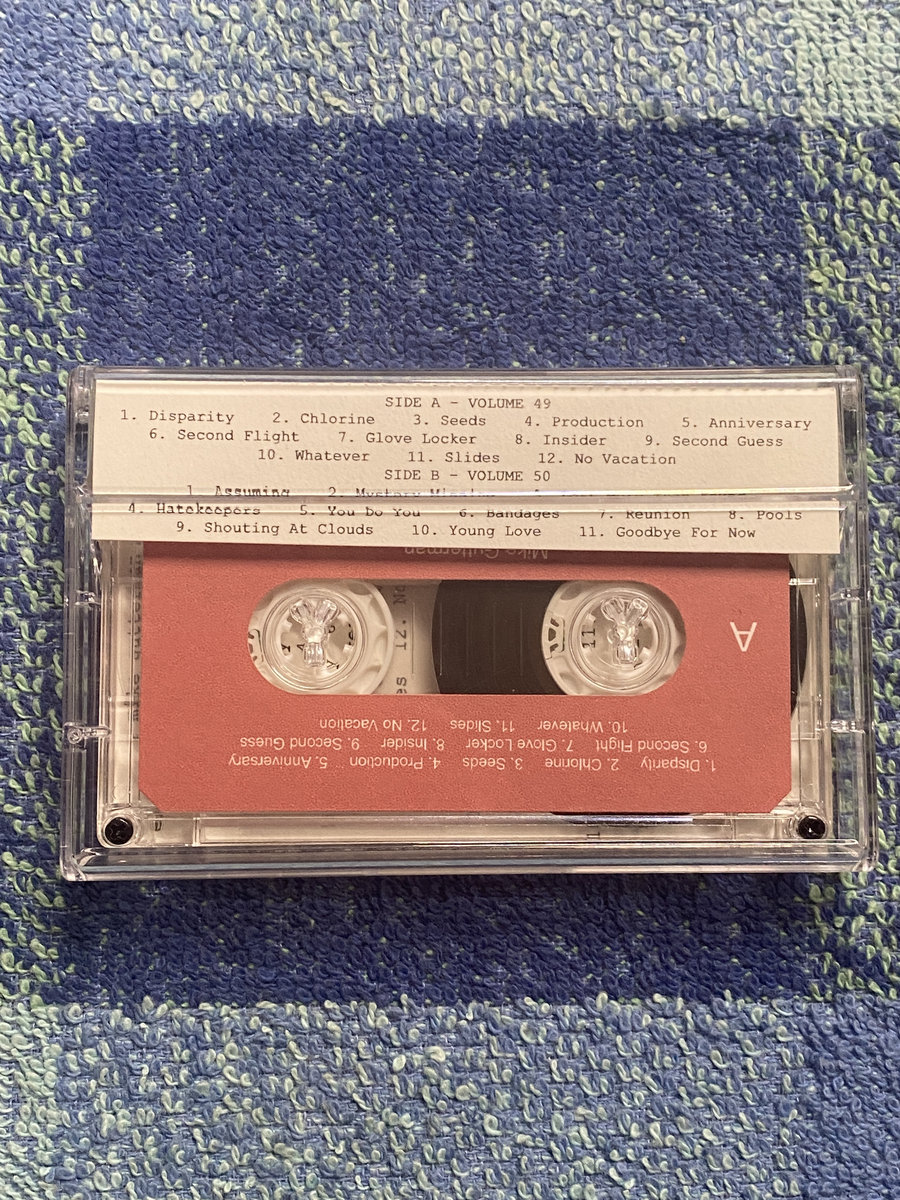 SIDE A - VOLUME 49
1. Disparity 2. Chlorine 3. Seeds 4. Production 5. Anniversary
6. Second Flight 7. Glove Locker 8. Insider 9. Second Guess
10. Whatever 11. Slides 12. No Vacation
SIDE B - VOLUME 50
1. Assuming 2. Mystery
4. Hatekeepers 5. You Do You 6. Bandages 7. Reunion 8. Pools
9. Shouting At Clouds 10. Young Love 11. Goodbye For Now
Mike Gutterman
A
1. Disparity 2. Chlorine 3. Seeds 4. Production 5. Anniversary
6. Second Flight 7. Glove Locker 8. Insider 9. Second Guess
10. Whatever 11. Slides 12. No Vacation